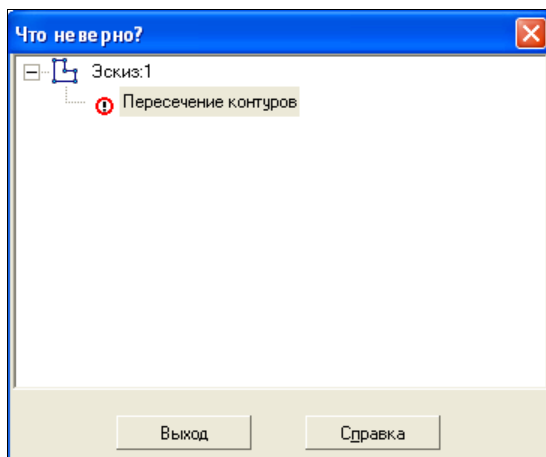 Что неверно?
Эскиз:1
Пересечение контуров
Выход
Справка